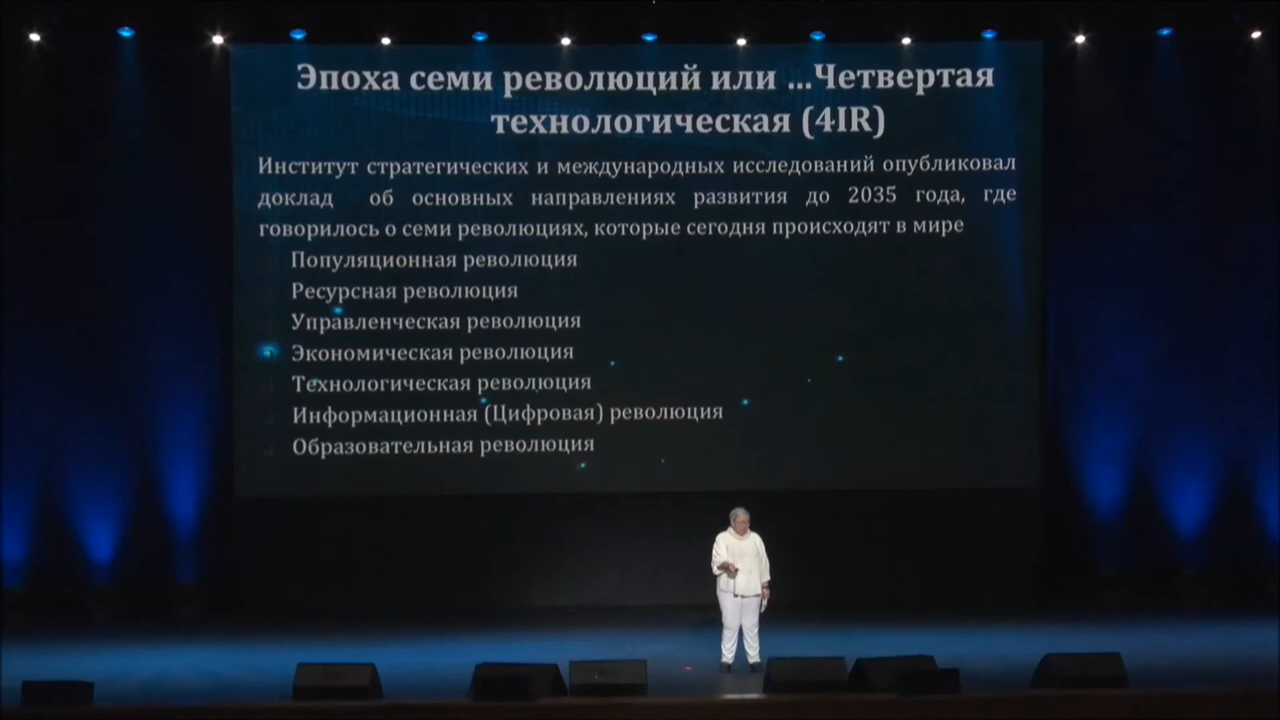 Эпоха семи революций или ...Четвертая
технологическая (4IR)
Институт стратегических и международных исследований опубликовал
доклад об основных направлениях развития до 2035 года, где
говорилось о семи революциях, которые сегодня происходят в мире
Популяционная революция
Ресурсная революция
Управленческая революция
Экономическая революция
Технологическая революция
Информационная (Цифровая) революция
Образовательная революция